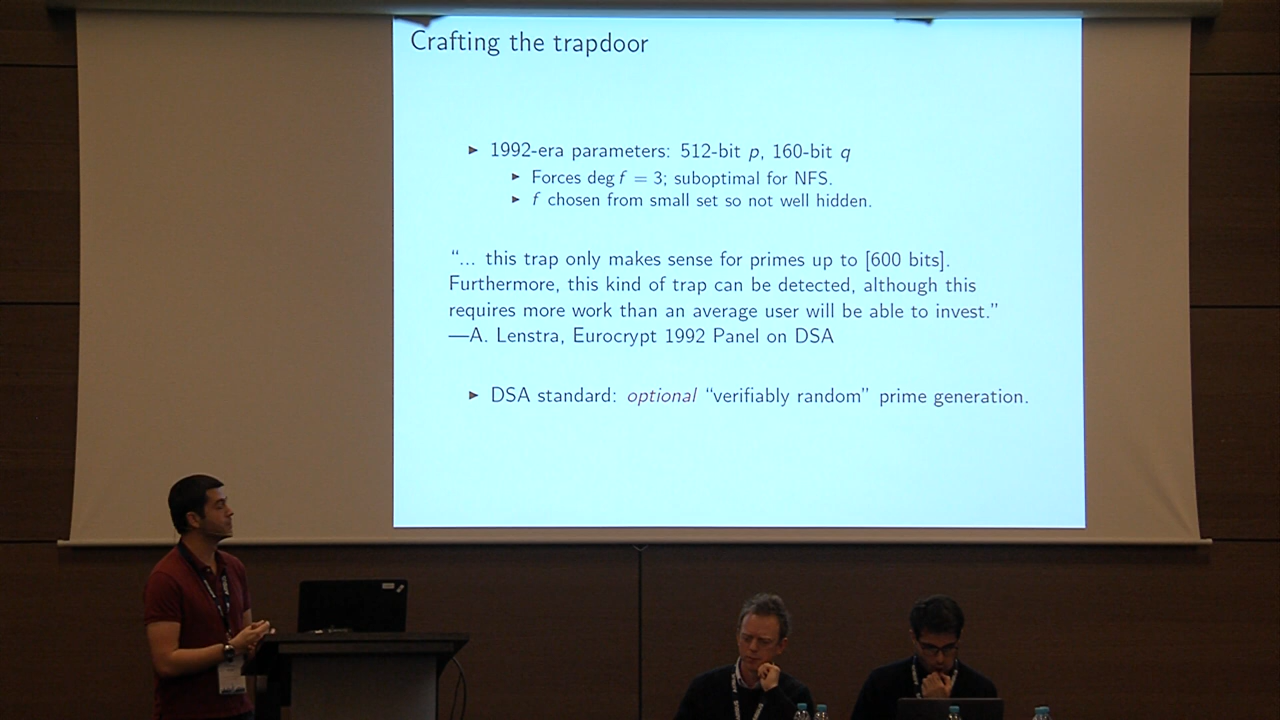 Crafting the trapdoor
► 1992-era parameters: 512-bit p, 160-bit q
► Forces deg f = 3; suboptimal for NFS.
► f chosen from small set so not well hidden.
“... this trap only makes sense for primes up to [600 bits].
Furthermore, this kind of trap can be detected, although this
requires more work than an average user will be able to invest.”
—A. Lenstra, Eurocrypt 1992 Panel on DSA
► DSA standard: optional “verifiably random” prime generation.